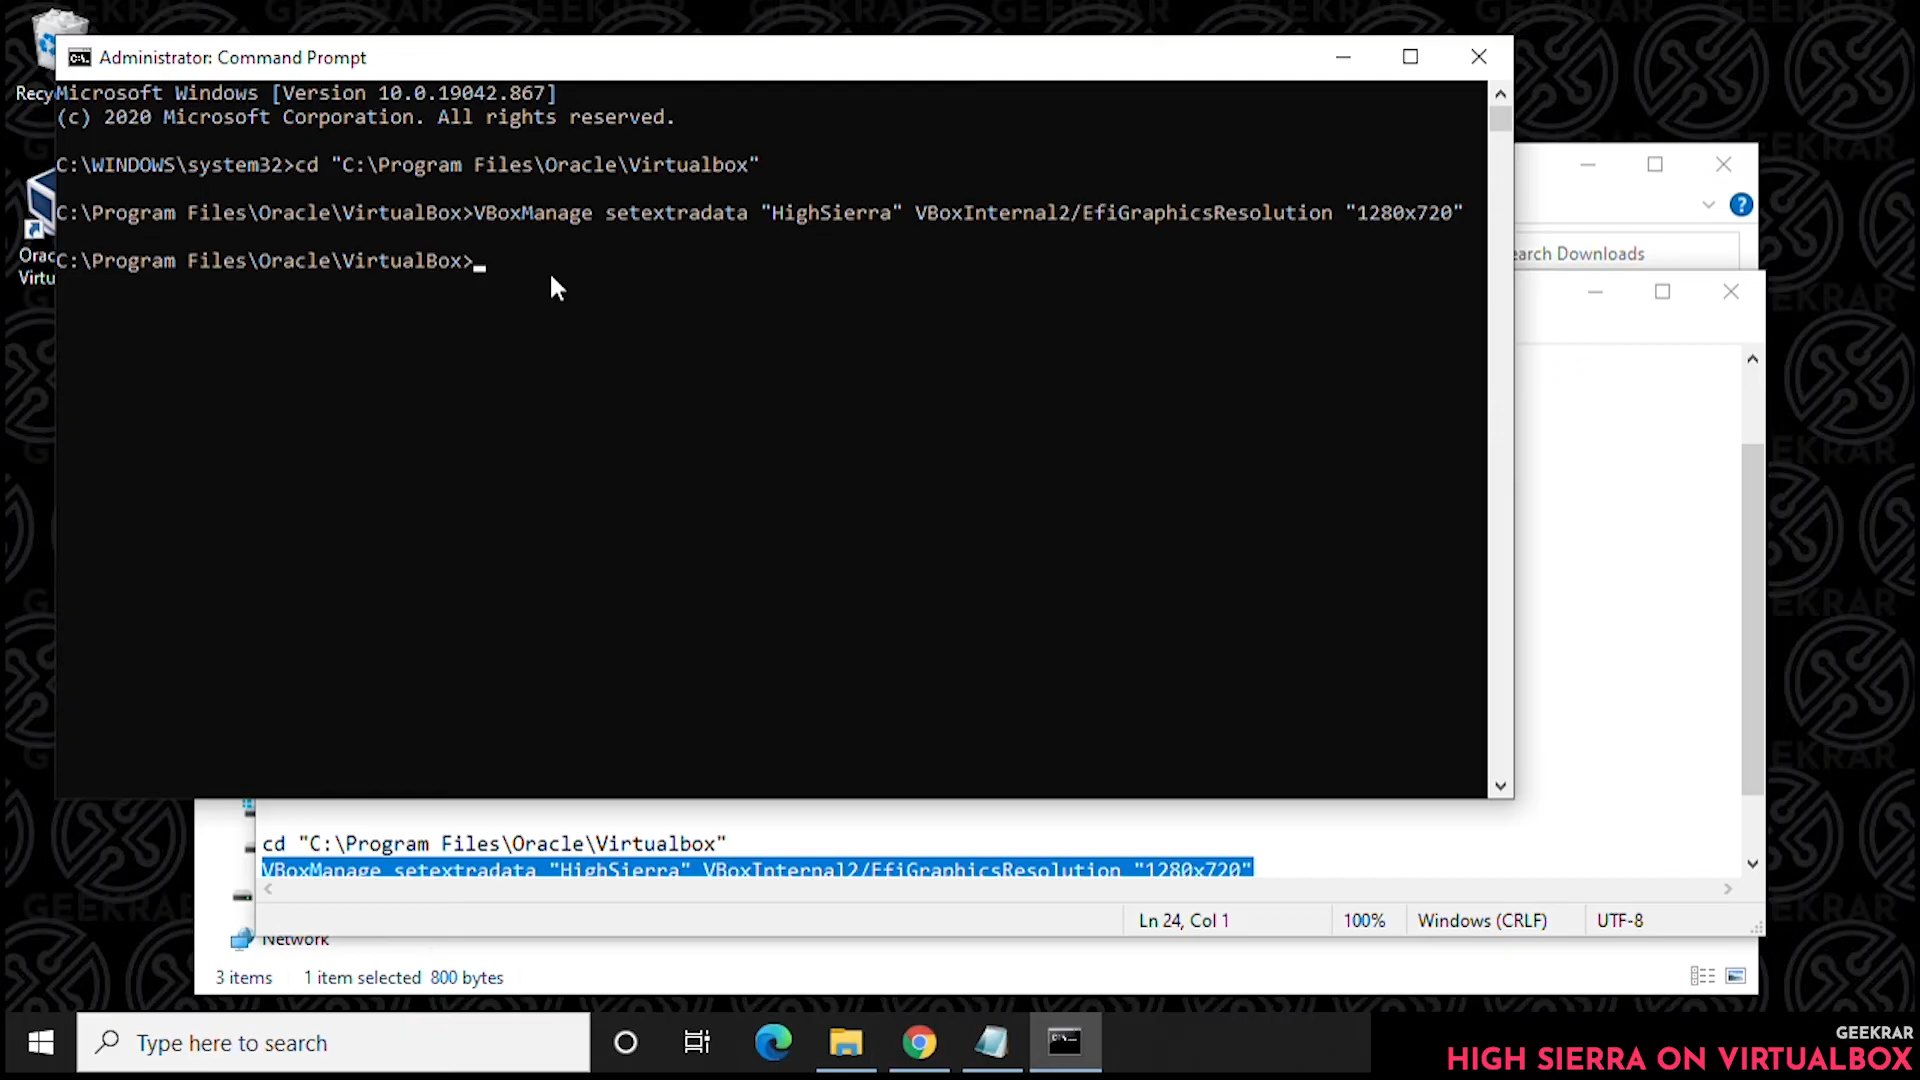 Administrator: Command Prompt
Recy
Microsoft Windows [Version 10.0.19042.867]
(c) 2020 Microsoft Corporation. All rights reserved.
C:\WINDOWS\system32>cd "C:\Program Files\Oracle\Virtualbox"
C:\Program Files\Oracle\VirtualBox>VBoxManage setextradata "HighSierra" VBoxInternal2/EfiGraphicsResolution "1280x720"
C:\Program Files\Oracle\VirtualBox>
Orac
Virtu
earch Downloads
cd "C:\Program Files\Oracle\Virtualbox"
VBoxManage setextradata "HighSierra" VBoxInternal2/EfiGraphicsResolution "1280x720"
Ln 24, Col 1
100%
Windows (CRLF)
UTF-8
Network
3 items
1 item selected 800 bytes
Type here to search
GEEKRAR
HIGH SIERRA ON VIRTUALBOX